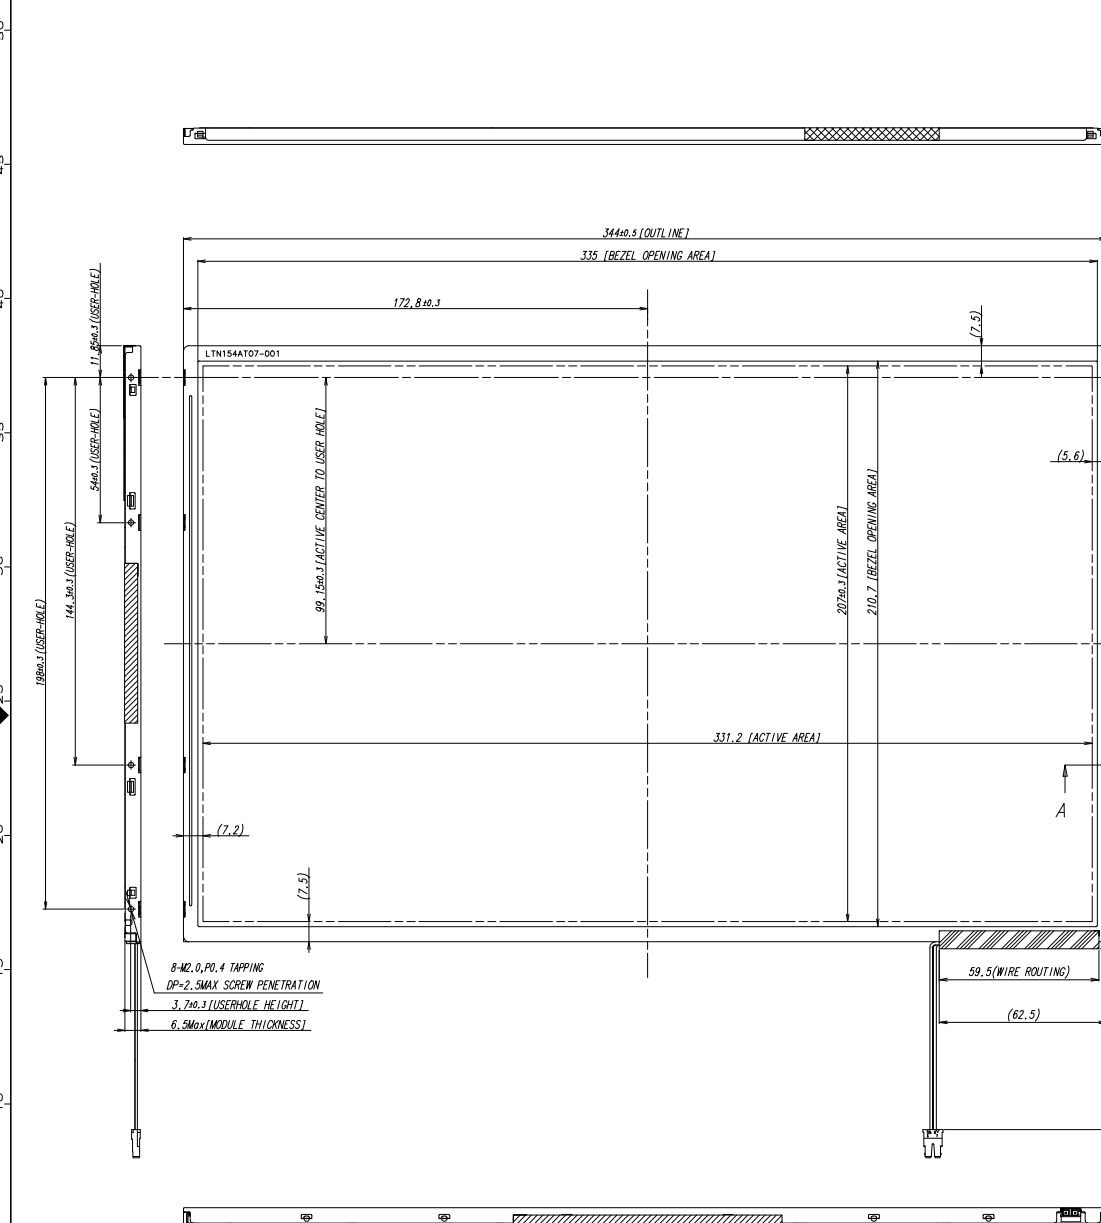 344±0.5 [OUTLINE]
335 [BEZEL OPENING AREA]
172.8±0.3
(7.5)
11.85±0.3 (USER-HOLE)
LTN154AT07-001
54±0.3 (USER-HOLE)
99.15±0.3 [ACTIVE CENTER TO USER HOLE]
(5.6)
144.3±0.3 (USER-HOLE)
207±0.3 [ACTIVE AREA]
210.7 [BEZEL OPENING AREA]
198±0.3 (USER-HOLE)
331.2 [ACTIVE AREA]
A
(7.2)
(7.5)
8-M2.0,P0.4 TAPPING
DP=2.5MAX SCREW PENETRATION
3.7±0.3 [USERHOLE HEIGHT]
6.5Max[MODULE THICKNESS]
59.5(WIRE ROUTING)
(62.5)